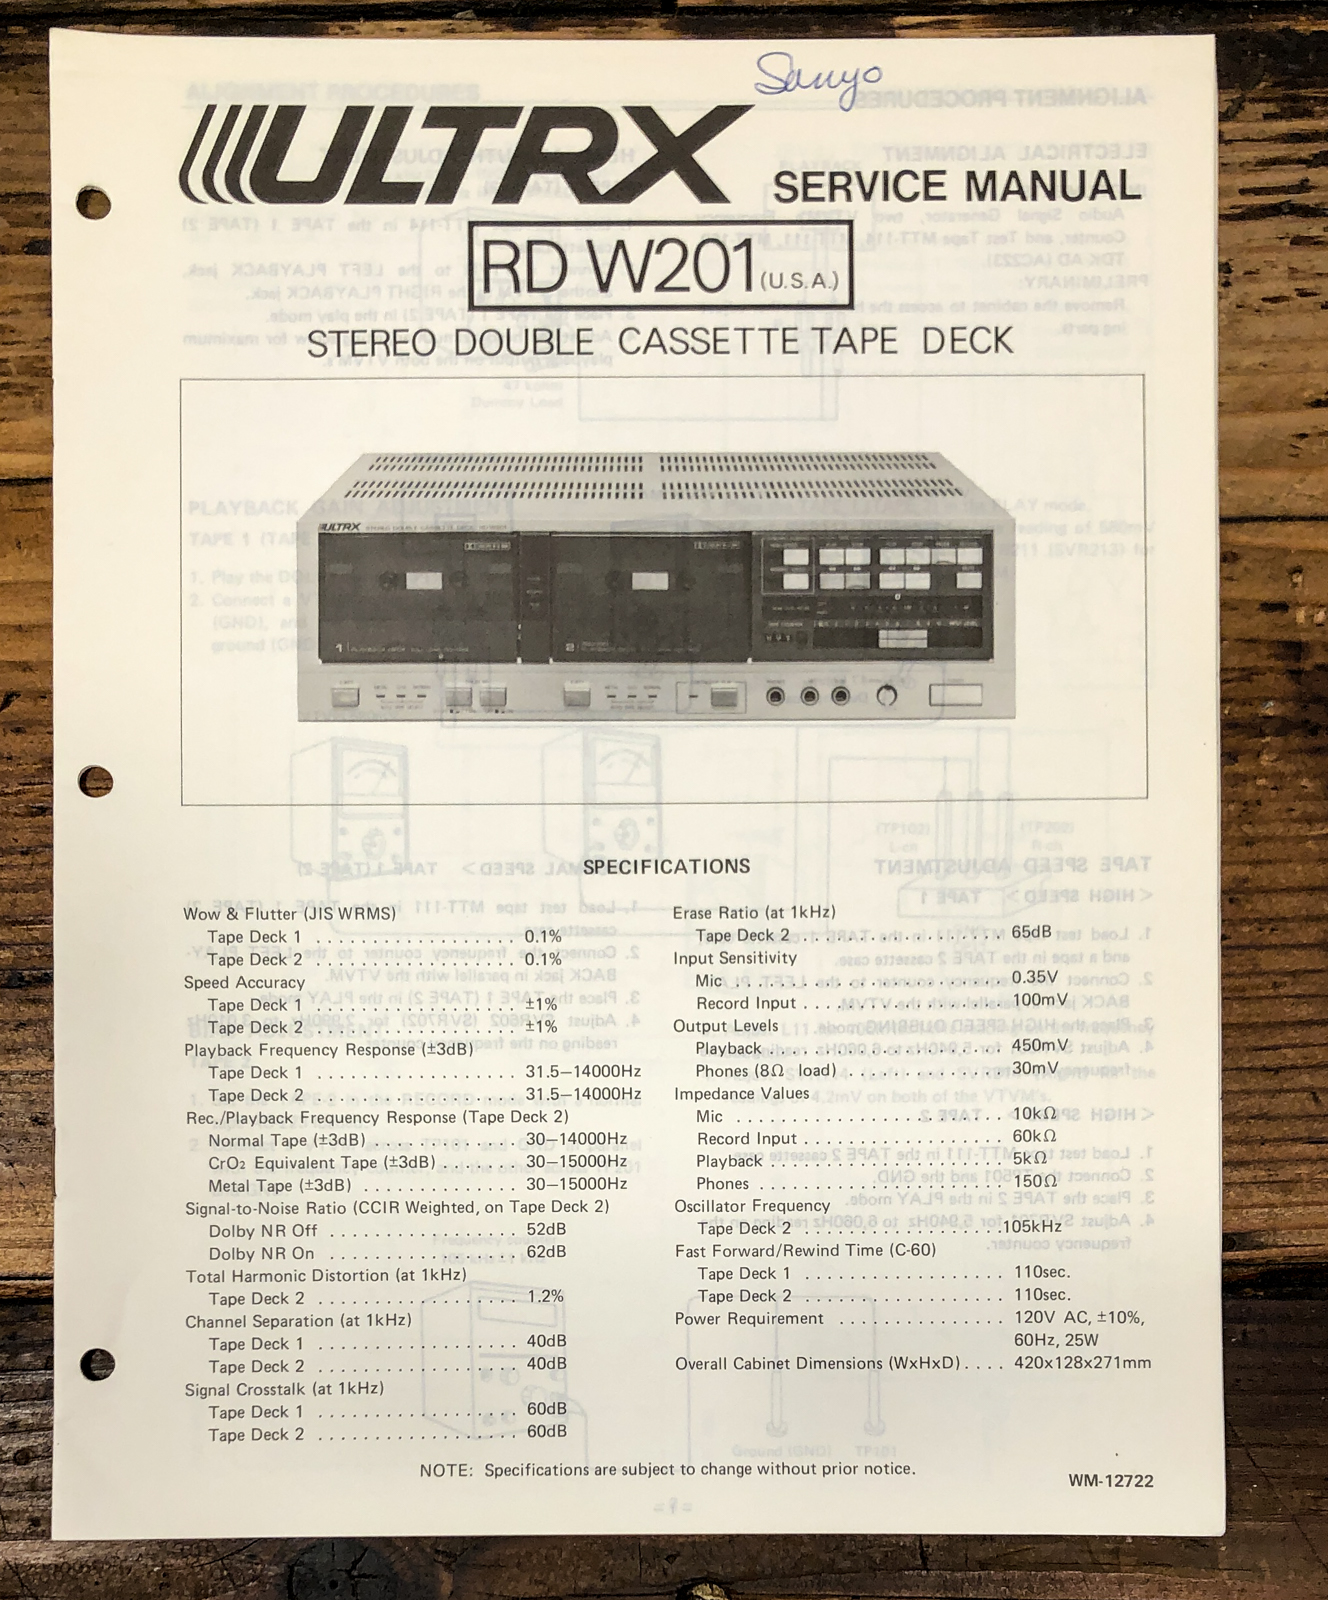 Sanyo
ULTRX
SERVICE MANUAL
RD W201 (U.S.A.)
STEREO DOUBLE CASSETTE TAPE DECK
ULTRX
1
2
SPECIFICATIONS
Wow & Flutter (JIS WRMS)
Tape Deck 1 .................. 0.1%
Tape Deck 2 .................. 0.1%
Speed Accuracy
Tape Deck 1 .................. ±1%
Tape Deck 2 .................. ±1%
Playback Frequency Response (±3dB)
Tape Deck 1 .................. 31.5–14000Hz
Tape Deck 2 .................. 31.5–14000Hz
Rec./Playback Frequency Response (Tape Deck 2)
Normal Tape (±3dB) ............. 30–14000Hz
CrO2 Equivalent Tape (±3dB) ....... 30–15000Hz
Metal Tape (±3dB) .............. 30–15000Hz
Signal-to-Noise Ratio (CCIR Weighted, on Tape Deck 2)
Dolby NR Off ................. 52dB
Dolby NR On ................. 62dB
Total Harmonic Distortion (at 1kHz)
Tape Deck 2 .................. 1.2%
Channel Separation (at 1kHz)
Tape Deck 1 .................. 40dB
Tape Deck 2 .................. 40dB
Signal Crosstalk (at 1kHz)
Tape Deck 1 .................. 60dB
Tape Deck 2 .................. 60dB
Erase Ratio (at 1kHz)
Tape Deck 2 .................. 65dB
Input Sensitivity
Mic ........................ 0.35V
Record Input .................. 100mV
Output Levels
Playback ..................... 450mV
Phones (8Ω load) .............. 30mV
Impedance Values
Mic ........................ 10kΩ
Record Input .................. 60kΩ
Playback ..................... 5kΩ
Phones ...................... 150Ω
Oscillator Frequency
Tape Deck 2 .................. 105kHz
Fast Forward/Rewind Time (C-60)
Tape Deck 1 .................. 110sec.
Tape Deck 2 .................. 110sec.
Power Requirement ............... 120V AC, ±10%,
60Hz, 25W
Overall Cabinet Dimensions (WxHxD) .... 420x128x271mm
NOTE: Specifications are subject to change without prior notice.
WM-12722